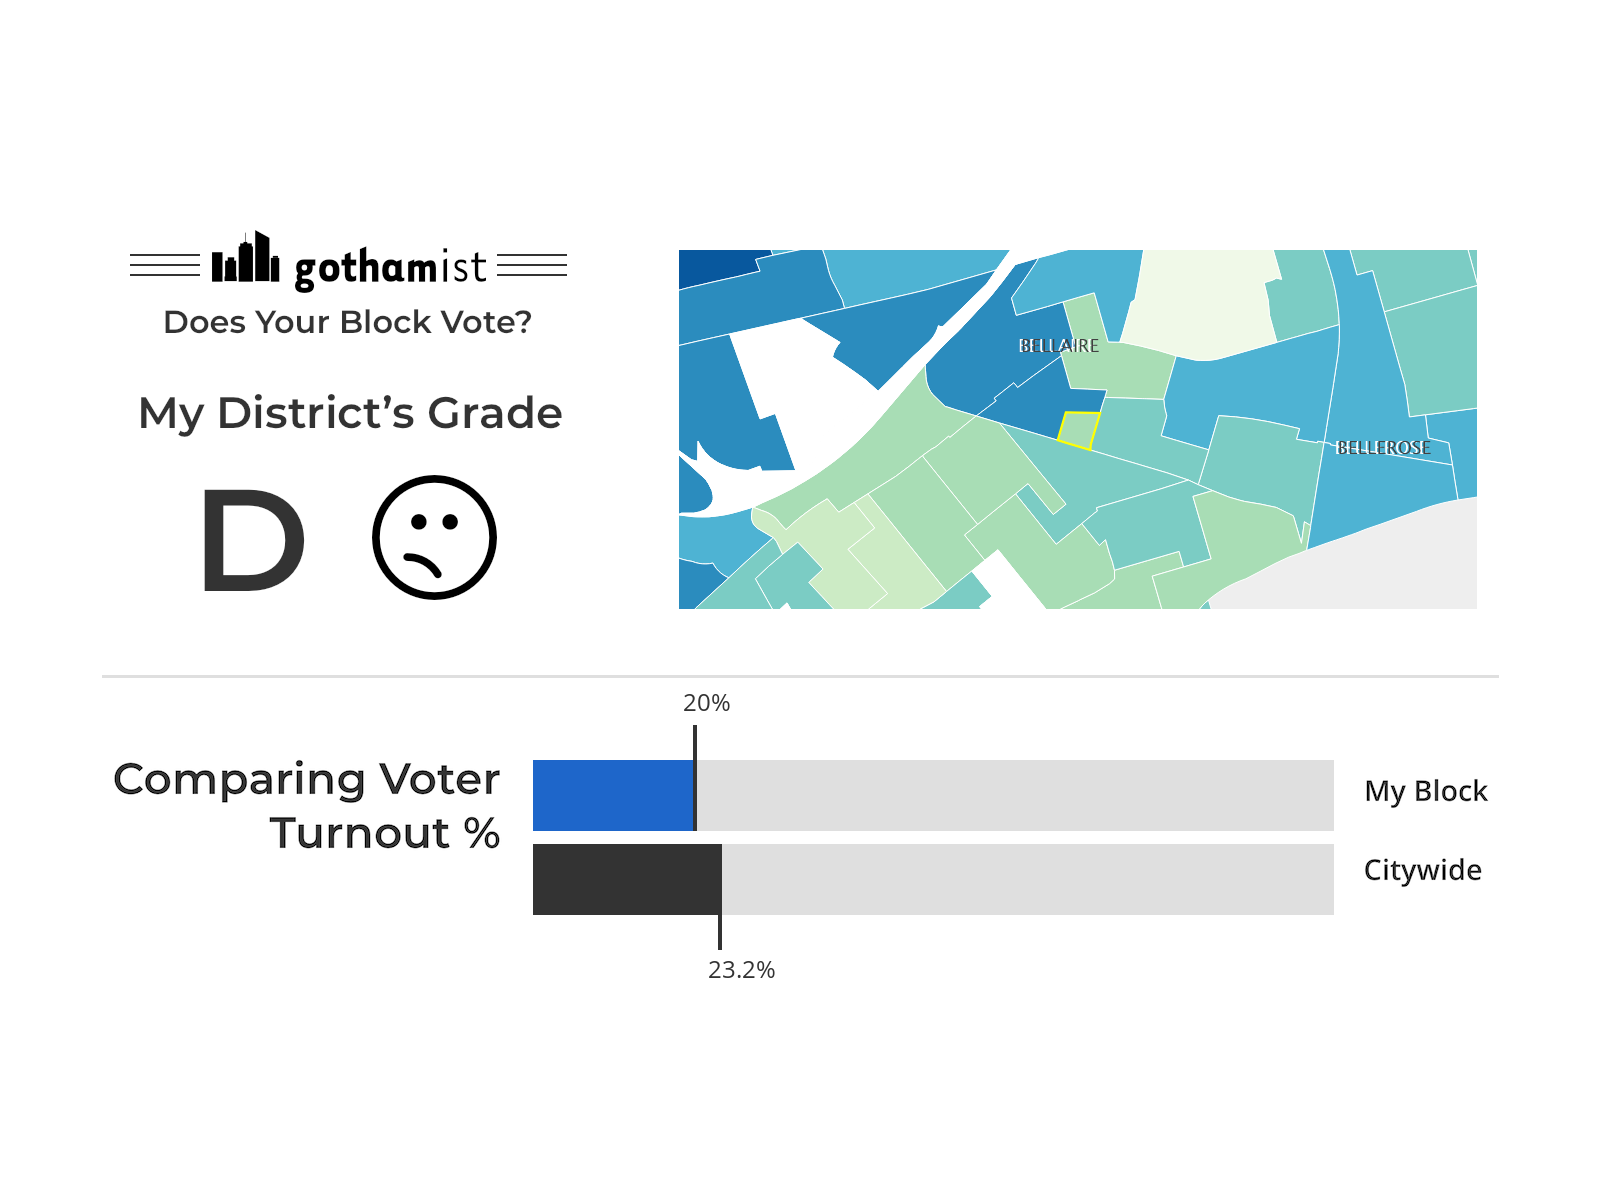 gothamist
Does Your Block Vote?
My District’s Grade
D
BELLAIRE
BELLEROSE
20%
Comparing Voter
Turnout %
My Block
Citywide
23.2%